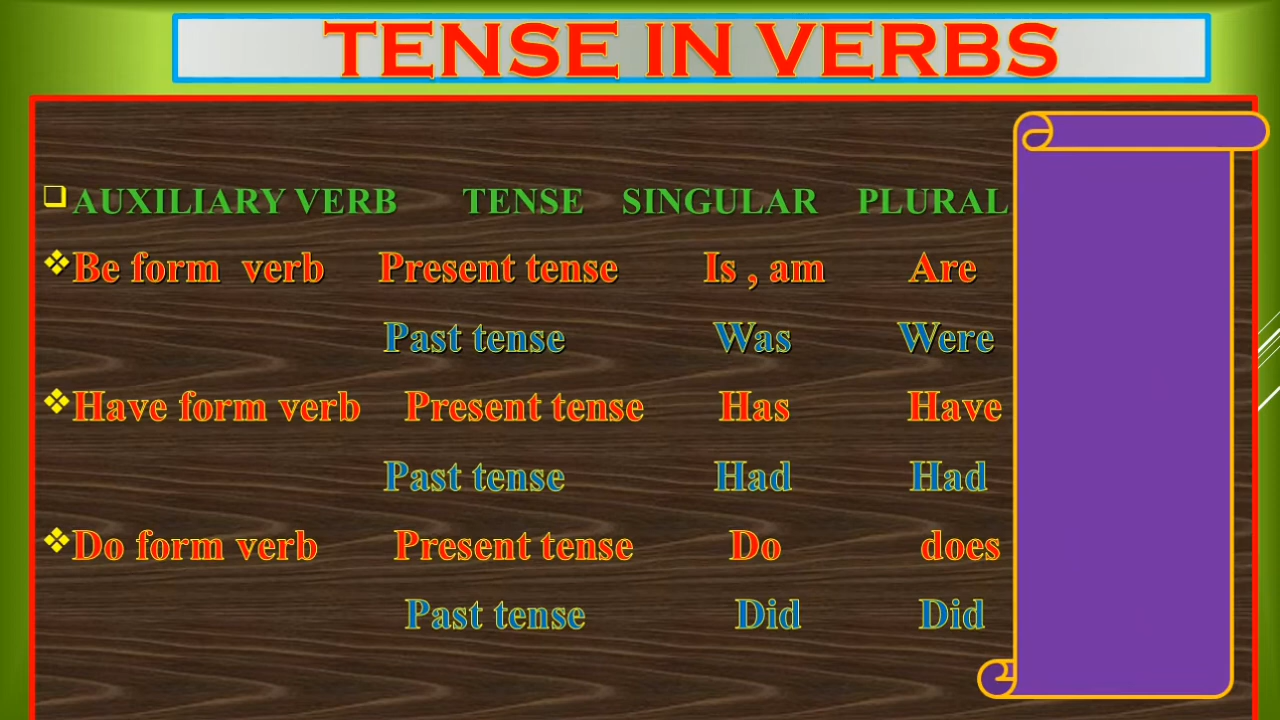 TENSE IN VERBS
AUXILIARY VERB TENSE SINGULAR PLURAL
Be form verb Present tense Is , am Are
Past tense Was Were
Have form verb Present tense Has Have
Past tense Had Had
Do form verb Present tense Do does
Past tense Did Did